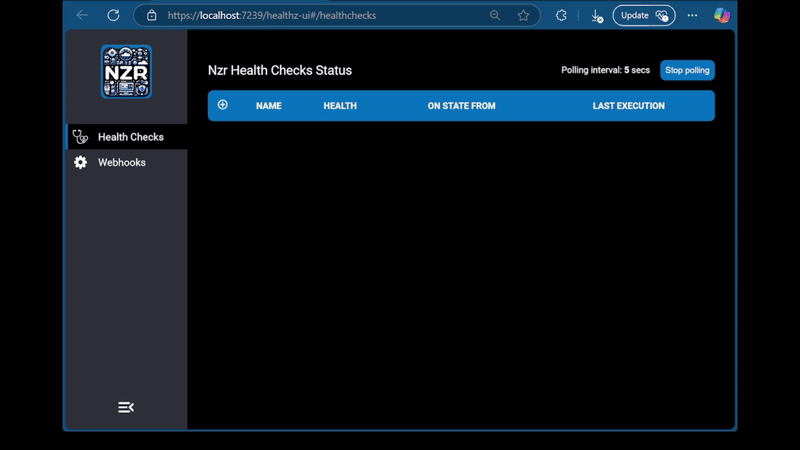 https://localhost:7239/healthz-ui#/healthchecks
Update
NZR
Nzr Health Checks Status
Polling interval: 5 secs
Stop polling
NAME HEALTH ON STATE FROM LAST EXECUTION
Health Checks
Webhooks